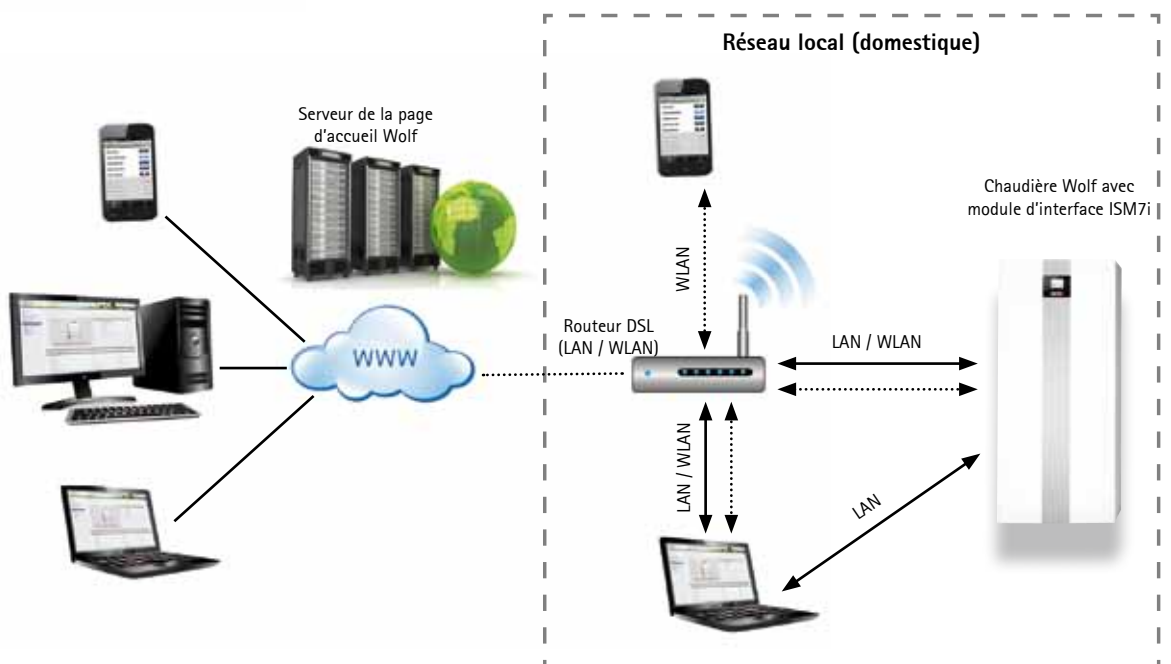 Réseau local (domestique)
Serveur de la page
d'accueil Wolf
Chaudière Wolf avec
module d'interface ISM7i
WLAN
Routeur DSL
(LAN / WLAN)
LAN / WLAN
WWW
LAN / WLAN
LAN